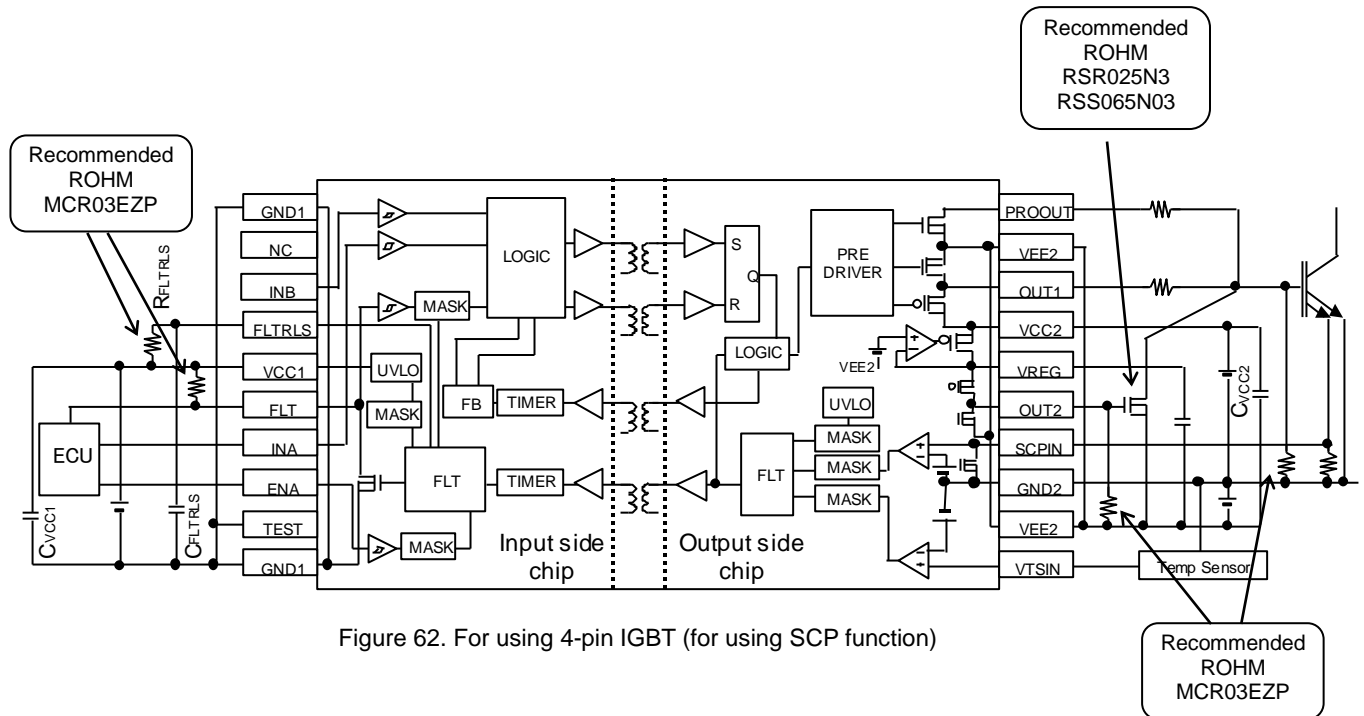 Recommended
ROHM
RSR025N3
RSS065N03
Recommended
ROHM
MCR03EZP
RFLTRLS
CVCC1
CFLTRLS
ECU
GND1
NC
INB
FLTRLS
VCC1
FLT
INA
ENA
TEST
GND1
LOGIC
MASK
UVLO
MASK
FB
TIMER
FLT
TIMER
MASK
Input side
chip
Output side
chip
S
R
Q
LOGIC
PRE
DRIVER
VEE2
UVLO
MASK
MASK
MASK
FLT
+
−
+
−
+
−
PROOUT
VEE2
OUT1
VCC2
VREG
OUT2
SCPIN
GND2
VEE2
VTSIN
CVCC2
Temp Sensor
Recommended
ROHM
MCR03EZP
Figure 62. For using 4-pin IGBT (for using SCP function)